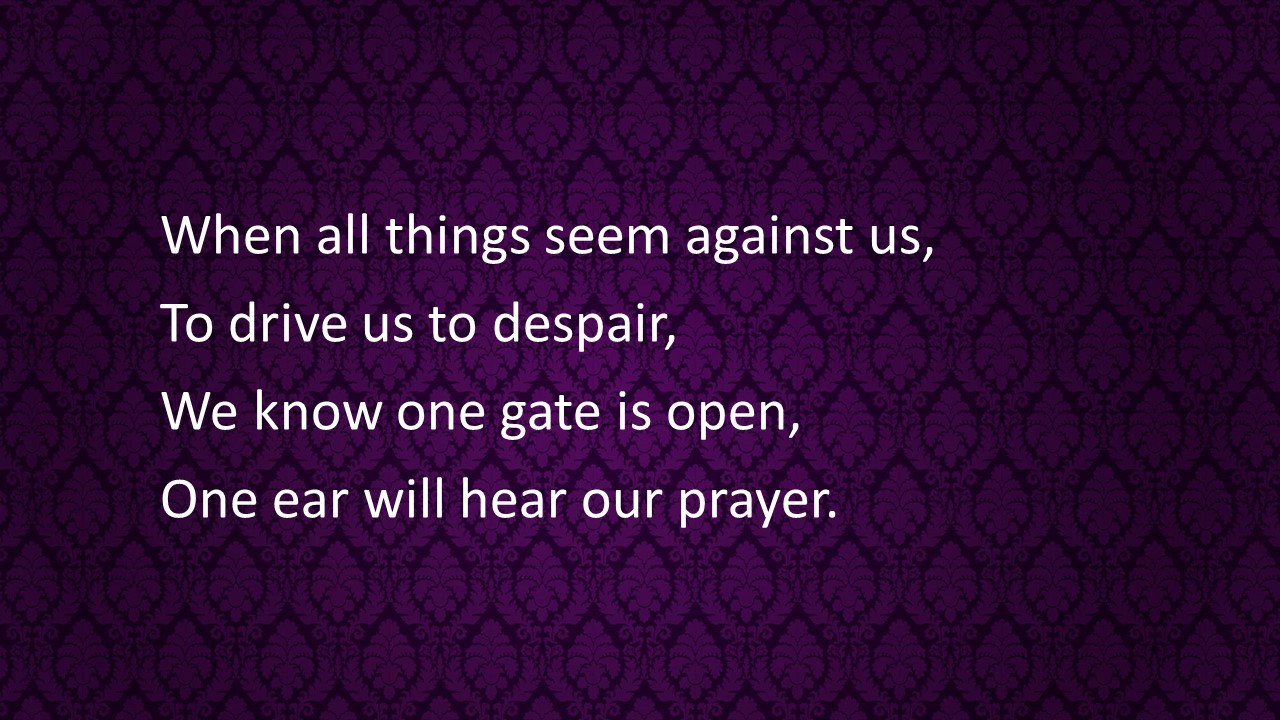 When all things seem against us,
To drive us to despair,
We know one gate is open,
One ear will hear our prayer.